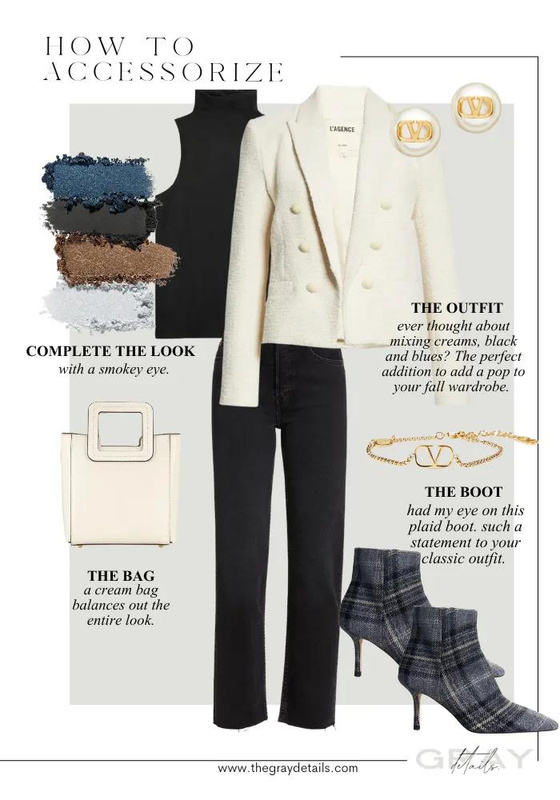 HOW TO
ACCESSORIZE
L'AGENCE
THE OUTFIT
ever thought about
mixing creams, black
and blues? The perfect
addition to add a pop to
your fall wardrobe.
COMPLETE THE LOOK
with a smokey eye.
THE BOOT
had my eye on this
plaid boot. such a
statement to your
classic outfit.
THE BAG
a cream bag
balances out the
entire look.
www.thegraydetails.com
GRAY
details.